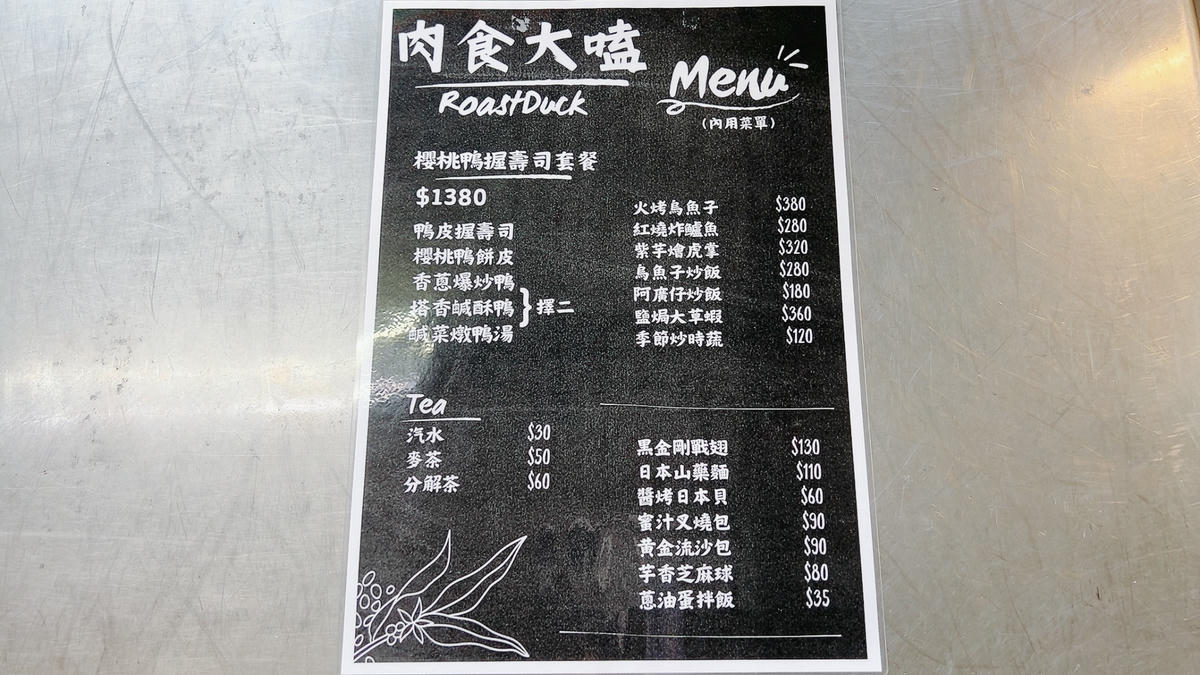 肉食大嗑
RoastDuck
Menu
(內用菜單)
櫻桃鴨握壽司套餐
$1380
鴨皮握壽司
櫻桃鴨餅皮
香蔥爆炒鴨
塔香鹹酥鴨 } 擇二
鹹菜燉鴨湯
火烤烏魚子 $380
紅燒炸鱸魚 $280
紫芋燴虎掌 $320
烏魚子炒飯 $280
阿廣仔炒飯 $180
鹽焗大草蝦 $360
季節炒時蔬 $120
Tea
汽水 $30
麥茶 $50
分解茶 $60
黑金剛戰翅 $130
日本山藥麵 $110
醬烤日本貝 $60
蜜汁叉燒包 $90
黃金流沙包 $90
芋香芝麻球 $80
蔥油蛋拌飯 $35